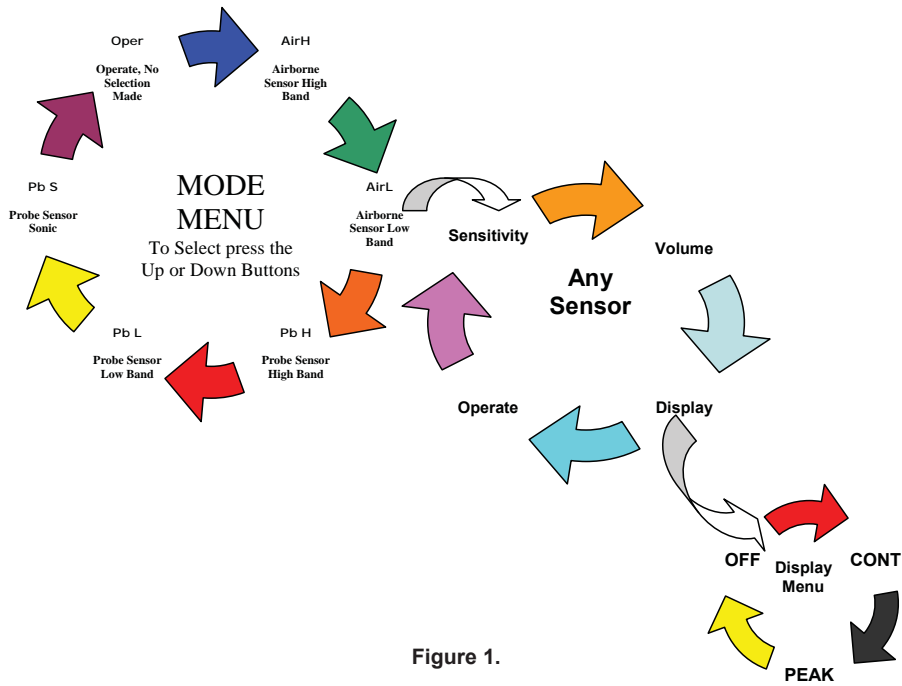 Oper
Operate, No
Selection
Made
AirH
Airborne
Sensor High
Band
Pb S
Probe Sensor
Sonic
MODE
MENU
To Select press the
Up or Down Buttons
AirL
Airborne
Sensor Low
Band
Pb L
Probe Sensor
Low Band
Pb H
Probe Sensor
High Band
Sensitivity
Any
Sensor
Volume
Operate
Display
OFF
Display
Menu
CONT
PEAK
Figure 1.